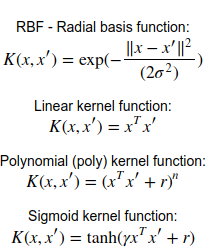 RBF - Radial basis function:
K(x, x′) = exp(−||x − x′||² / (2σ²))
Linear kernel function:
K(x, x′) = xᵀx′
Polynomial (poly) kernel function:
K(x, x′) = (xᵀx′ + r)ⁿ
Sigmoid kernel function:
K(x, x′) = tanh(γxᵀx′ + r)